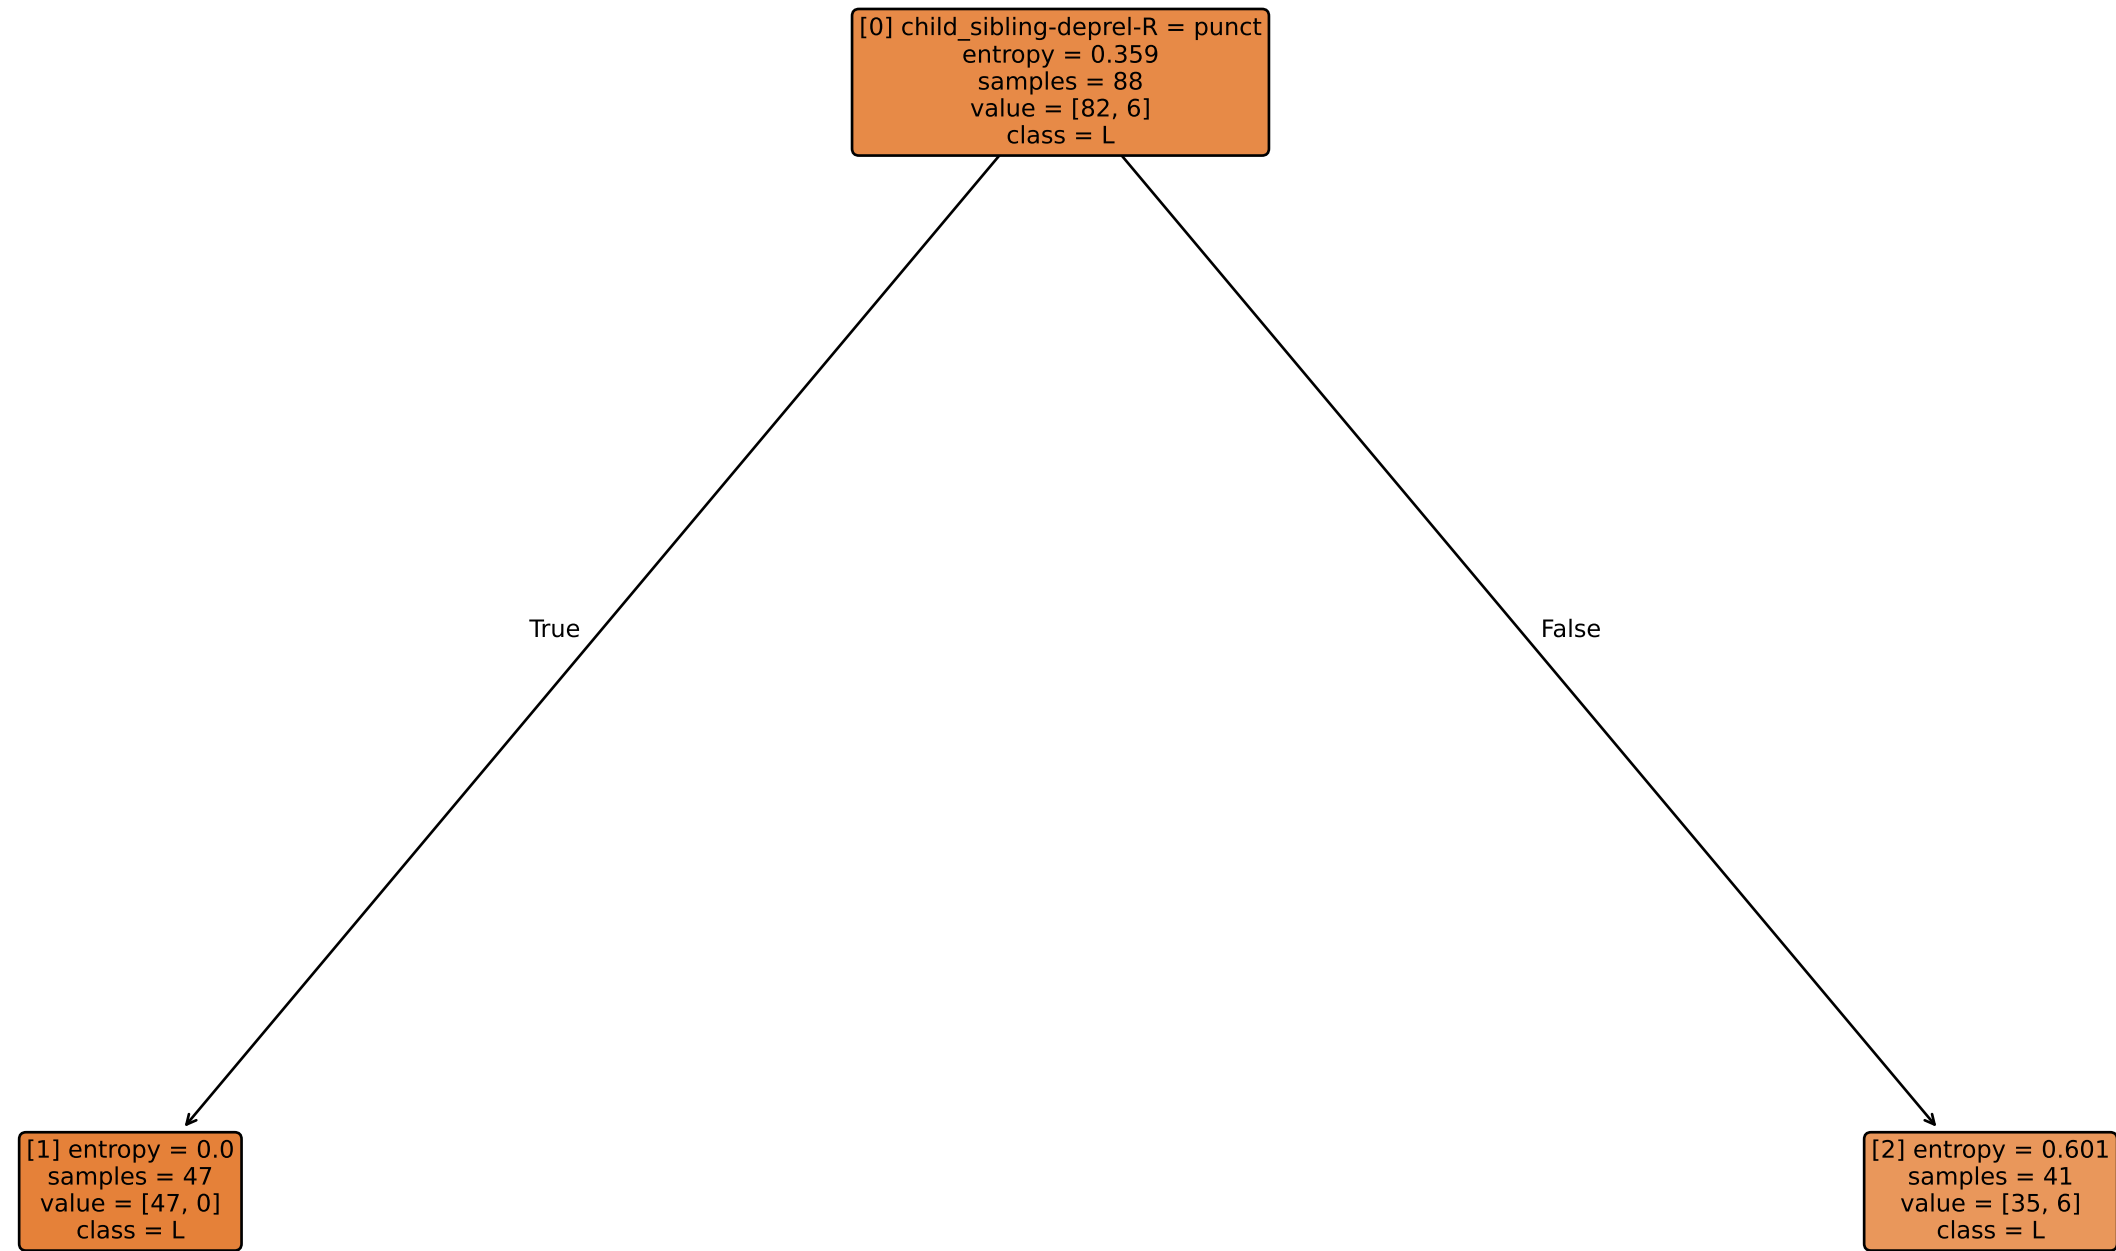 [0] child_sibling-deprel-R = punct
entropy = 0.359
samples = 88
value = [82, 6]
class = L
True
False
[1] entropy = 0.0
samples = 47
value = [47, 0]
class = L
[2] entropy = 0.601
samples = 41
value = [35, 6]
class = L